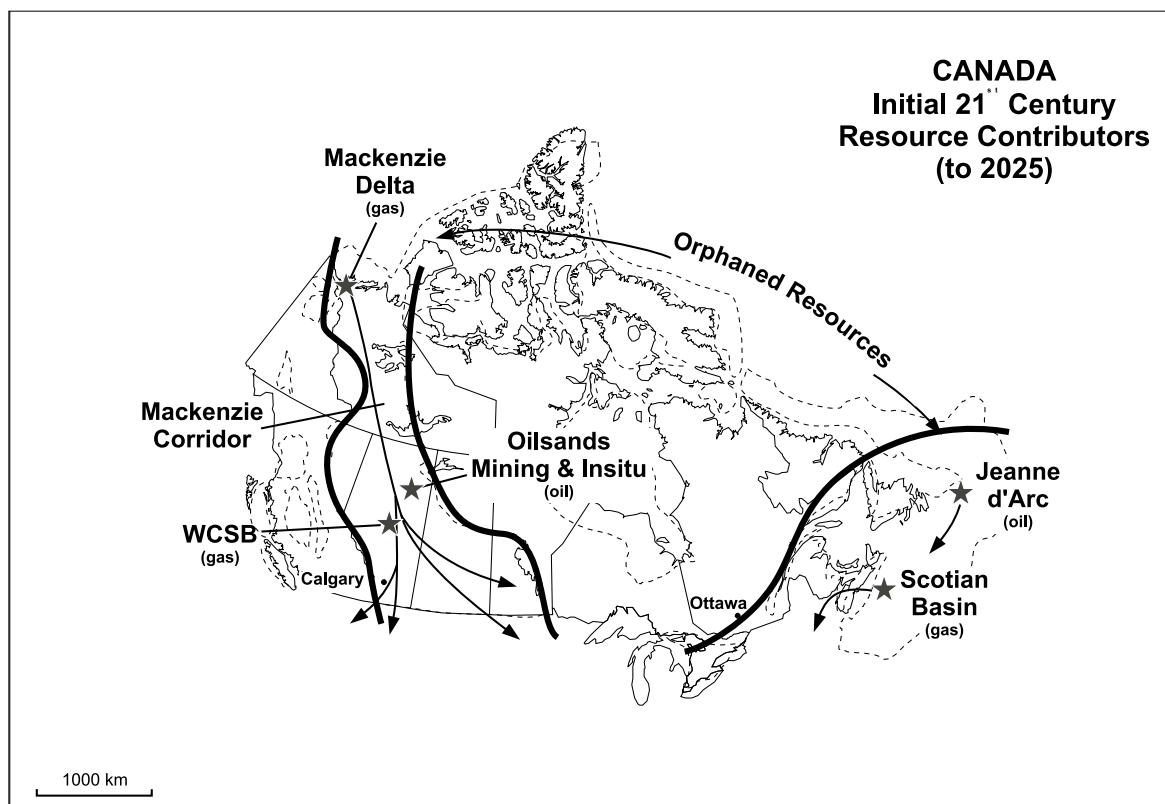 CANADA
Initial 21st Century
Resource Contributors
(to 2025)
Mackenzie
Delta
(gas)
Orphaned Resources
Mackenzie
Corridor
Oilsands
Mining & Insitu
(oil)
Jeanne
d'Arc
(oil)
WCSB
(gas)
Calgary
Ottawa
Scotian
Basin
(gas)
1000 km